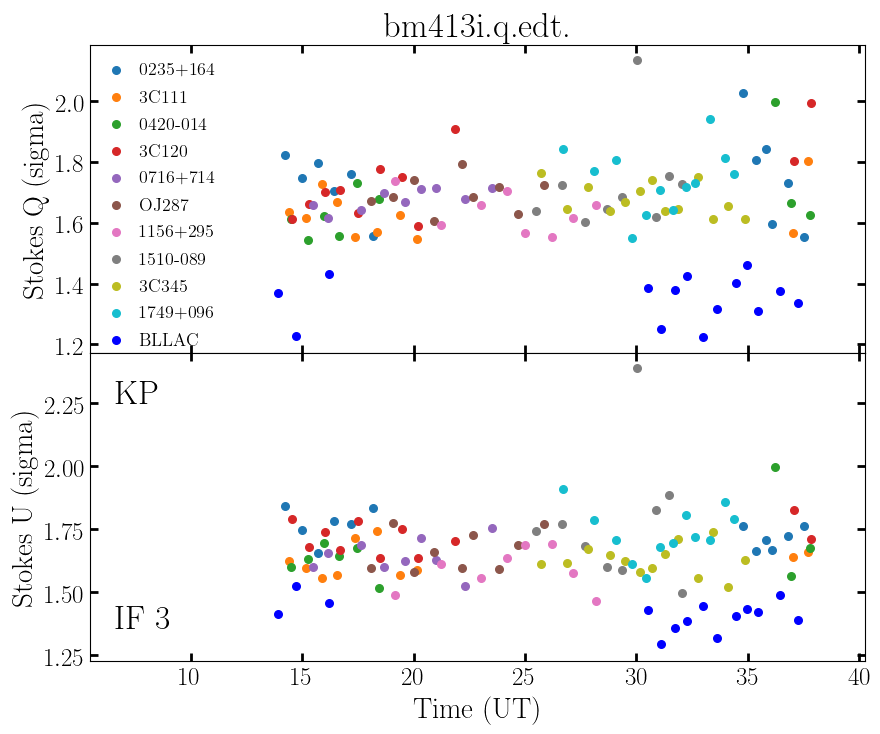 bm413i.q.edt.
Stokes Q (sigma)
2.0
1.8
1.6
1.4
1.2
0235+164
3C111
0420-014
3C120
0716+714
OJ287
1156+295
1510-089
3C345
1749+096
BLLAC
KP
Stokes U (sigma)
2.25
2.00
1.75
1.50
1.25
IF 3
10 15 20 25 30 35 40
Time (UT)